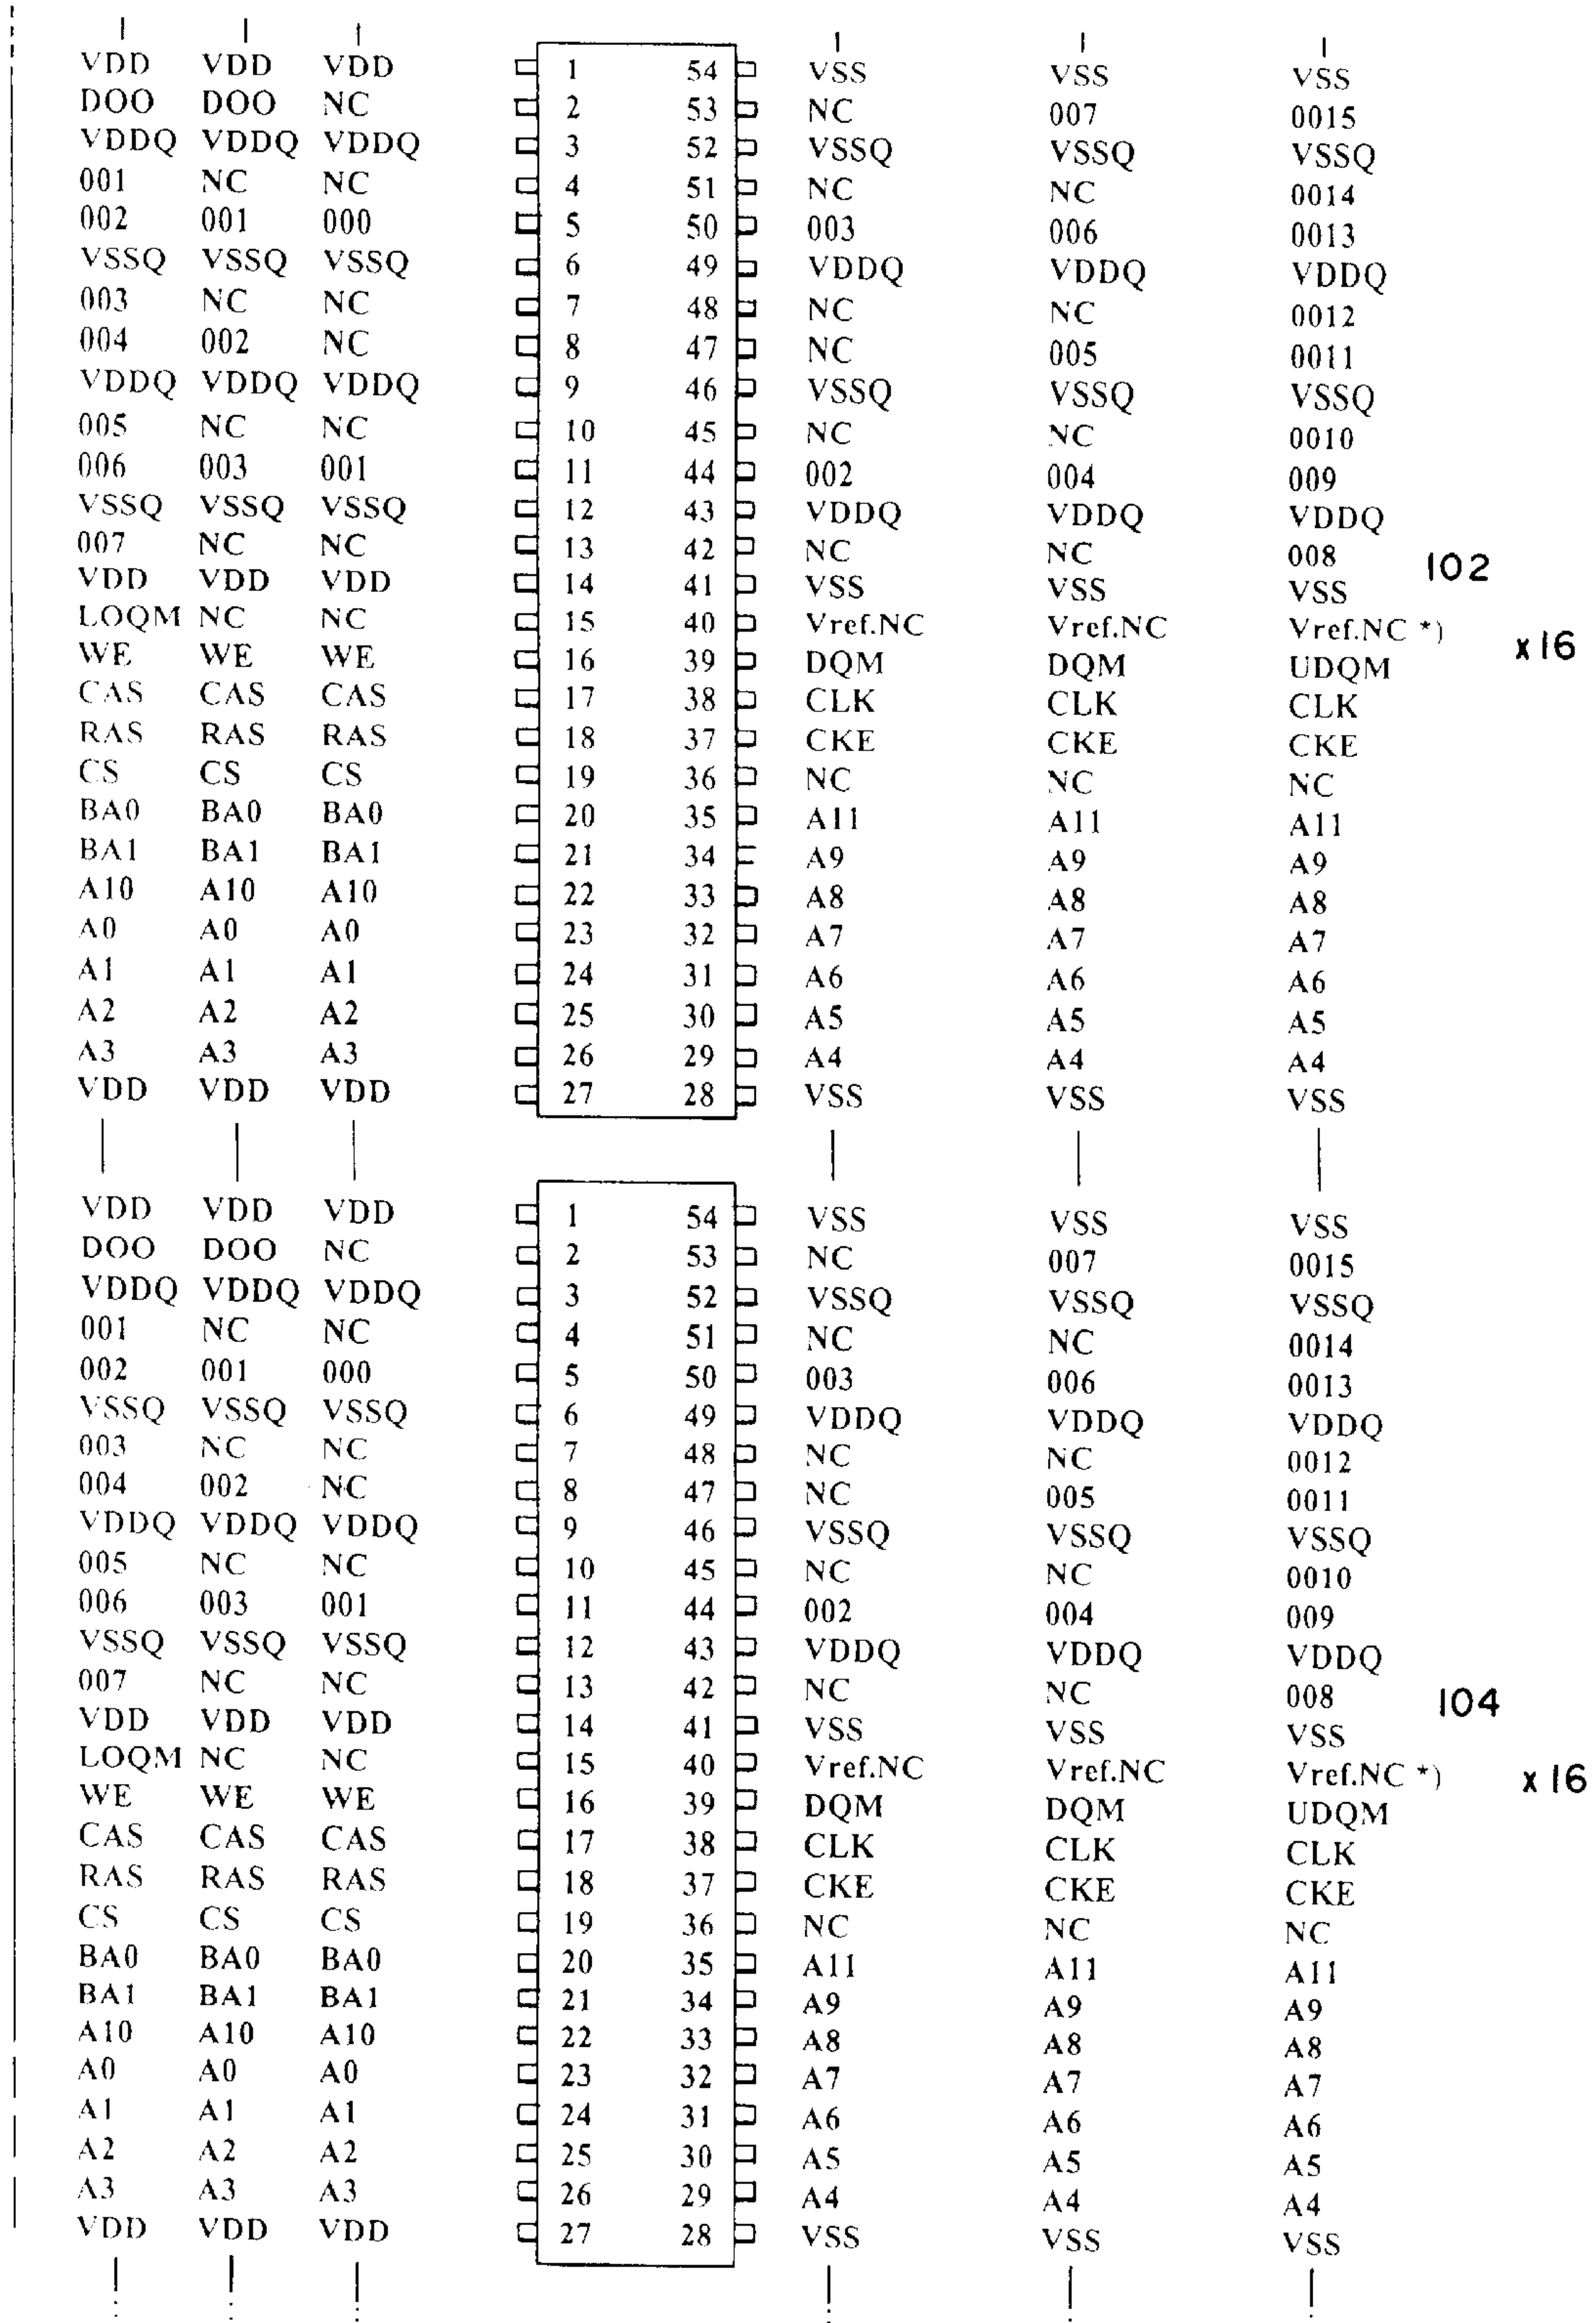 VDD VDD VDD 1 54 VSS VSS VSS
DOO DOO NC 2 53 NC 007 0015
VDDQ VDDQ VDDQ 3 52 VSSQ VSSQ VSSQ
001 NC NC 4 51 NC NC 0014
002 001 000 5 50 003 006 0013
VSSQ VSSQ VSSQ 6 49 VDDQ VDDQ VDDQ
003 NC NC 7 48 NC NC 0012
004 002 NC 8 47 NC 005 0011
VDDQ VDDQ VDDQ 9 46 VSSQ VSSQ VSSQ
005 NC NC 10 45 NC NC 0010
006 003 001 11 44 002 004 009
VSSQ VSSQ VSSQ 12 43 VDDQ VDDQ VDDQ
007 NC NC 13 42 NC NC 008 102
VDD VDD VDD 14 41 VSS VSS VSS
LOQM NC NC 15 40 Vref.NC Vref.NC Vref.NC *) x16
WE WE WE 16 39 DQM DQM UDQM
CAS CAS CAS 17 38 CLK CLK CLK
RAS RAS RAS 18 37 CKE CKE CKE
CS CS CS 19 36 NC NC NC
BA0 BA0 BA0 20 35 A11 A11 A11
BA1 BA1 BA1 21 34 A9 A9 A9
A10 A10 A10 22 33 A8 A8 A8
A0 A0 A0 23 32 A7 A7 A7
A1 A1 A1 24 31 A6 A6 A6
A2 A2 A2 25 30 A5 A5 A5
A3 A3 A3 26 29 A4 A4 A4
VDD VDD VDD 27 28 VSS VSS VSS
VDD VDD VDD 1 54 VSS VSS VSS
DOO DOO NC 2 53 NC 007 0015
VDDQ VDDQ VDDQ 3 52 VSSQ VSSQ VSSQ
001 NC NC 4 51 NC NC 0014
002 001 000 5 50 003 006 0013
VSSQ VSSQ VSSQ 6 49 VDDQ VDDQ VDDQ
003 NC NC 7 48 NC NC 0012
004 002 NC 8 47 NC 005 0011
VDDQ VDDQ VDDQ 9 46 VSSQ VSSQ VSSQ
005 NC NC 10 45 NC NC 0010
006 003 001 11 44 002 004 009
VSSQ VSSQ VSSQ 12 43 VDDQ VDDQ VDDQ
007 NC NC 13 42 NC NC 008 104
VDD VDD VDD 14 41 VSS VSS VSS
LOQM NC NC 15 40 Vref.NC Vref.NC Vref.NC *) x16
WE WE WE 16 39 DQM DQM UDQM
CAS CAS CAS 17 38 CLK CLK CLK
RAS RAS RAS 18 37 CKE CKE CKE
CS CS CS 19 36 NC NC NC
BA0 BA0 BA0 20 35 A11 A11 A11
BA1 BA1 BA1 21 34 A9 A9 A9
A10 A10 A10 22 33 A8 A8 A8
A0 A0 A0 23 32 A7 A7 A7
A1 A1 A1 24 31 A6 A6 A6
A2 A2 A2 25 30 A5 A5 A5
A3 A3 A3 26 29 A4 A4 A4
VDD VDD VDD 27 28 VSS VSS VSS